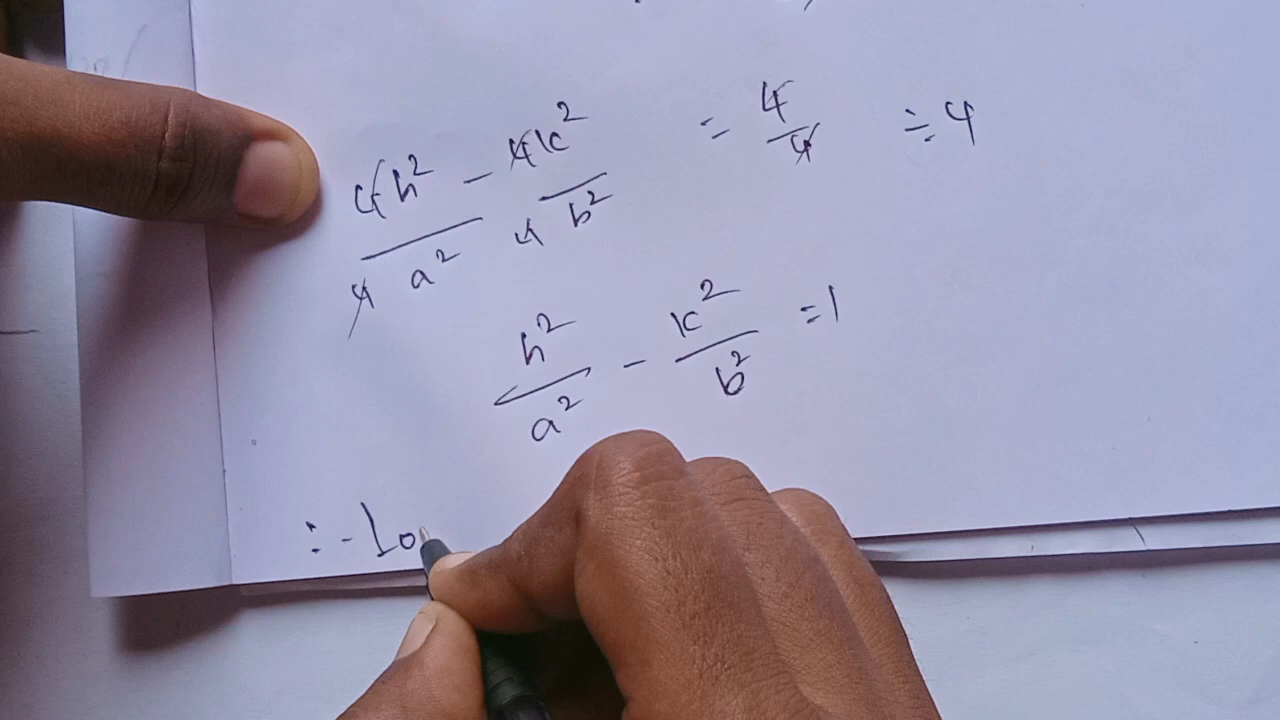 4h²/4a² - 4k²/4b² = 4/4 ÷ 4
h²/a² - k²/b² = 1
∴ - Lo